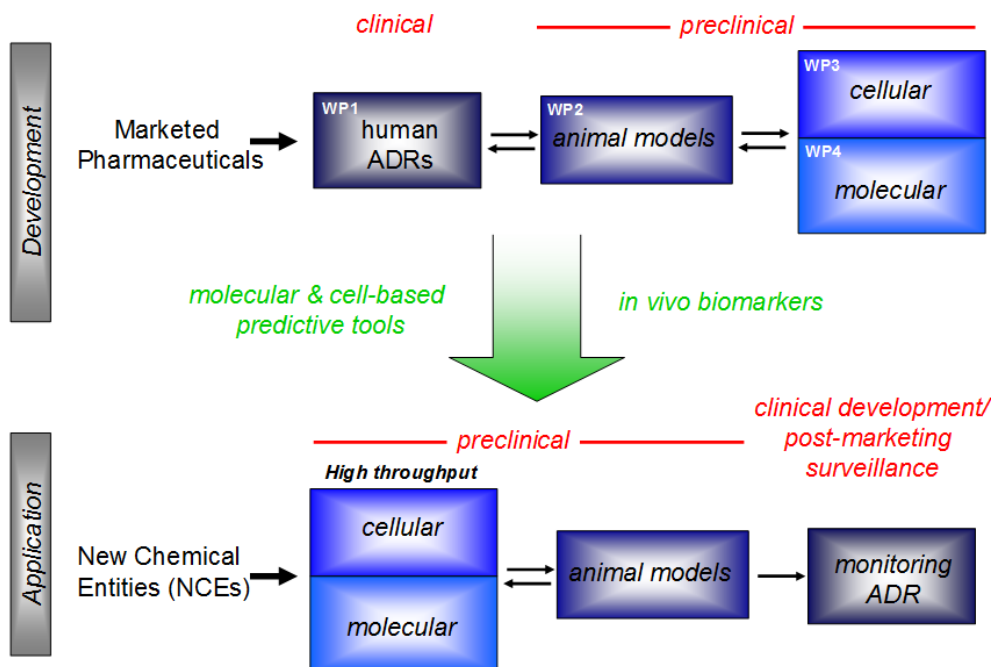 Development
clinical
preclinical
Marketed
Pharmaceuticals
WP1
human
ADRs
WP2
animal models
WP3
cellular
WP4
molecular
molecular & cell-based
predictive tools
in vivo biomarkers
Application
preclinical
clinical development/
post-marketing
surveillance
High throughput
New Chemical
Entities (NCEs)
cellular
molecular
animal models
monitoring
ADR